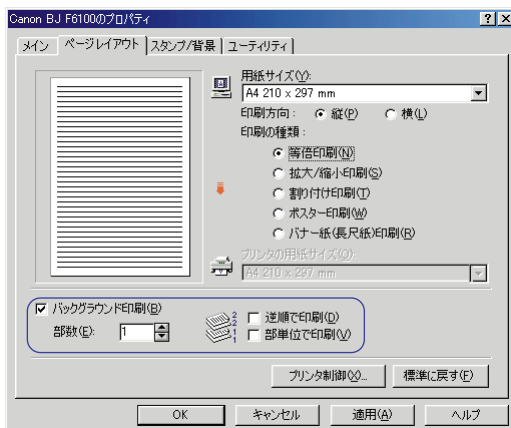 Canon BJ F6100のプロパティ
メイン ページレイアウト スタンプ/背景 ユーティリティ
用紙サイズ(Y):
A4 210 x 297 mm
印刷方向: 縦(P) 横(L)
印刷の種類:
等倍印刷(N)
拡大/縮小印刷(S)
割り付け印刷(T)
ポスター印刷(W)
バナー紙(長尺紙)印刷(R)
プリンタの用紙サイズ(O):
A4 210 x 297 mm
バックグラウンド印刷(B)
部数(E): 1
2 2 1 1
逆順で印刷(D)
部単位で印刷(V)
プリンタ制御(X)... 標準に戻す(F)
OK キャンセル 適用(A) ヘルプ